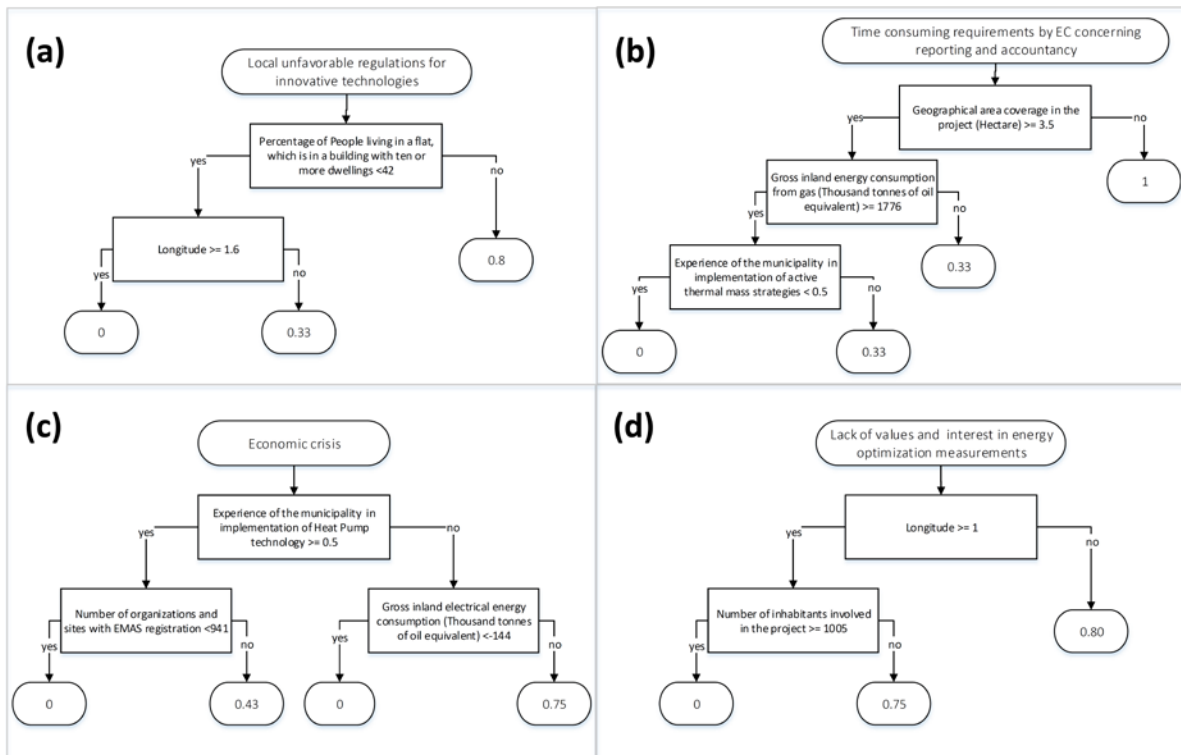 (a)
Local unfavorable regulations for
innovative technologies
Percentage of People living in a flat,
which is in a building with ten or
more dwellings <42
yes
no
Longitude >= 1.6
0.8
yes
no
0
0.33
(b)
Time consuming requirements by EC concerning
reporting and accountancy
Geographical area coverage in the
project (Hectare) >= 3.5
yes
no
Gross inland energy consumption
from gas (Thousand tonnes of oil
equivalent) >= 1776
1
yes
no
Experience of the municipality in
implementation of active
thermal mass strategies < 0.5
0.33
yes
no
0
0.33
(c)
Economic crisis
Experience of the municipality in
implementation of Heat Pump
technology >= 0.5
yes
no
Number of organizations and
sites with EMAS registration <941
Gross inland electrical energy
consumption (Thousand tonnes
of oil equivalent) <-144
yes
no
yes
no
0
0.43
0
0.75
(d)
Lack of values and interest in energy
optimization measurements
Longitude >= 1
yes
no
Number of inhabitants involved
in the project >= 1005
0.80
yes
no
0
0.75